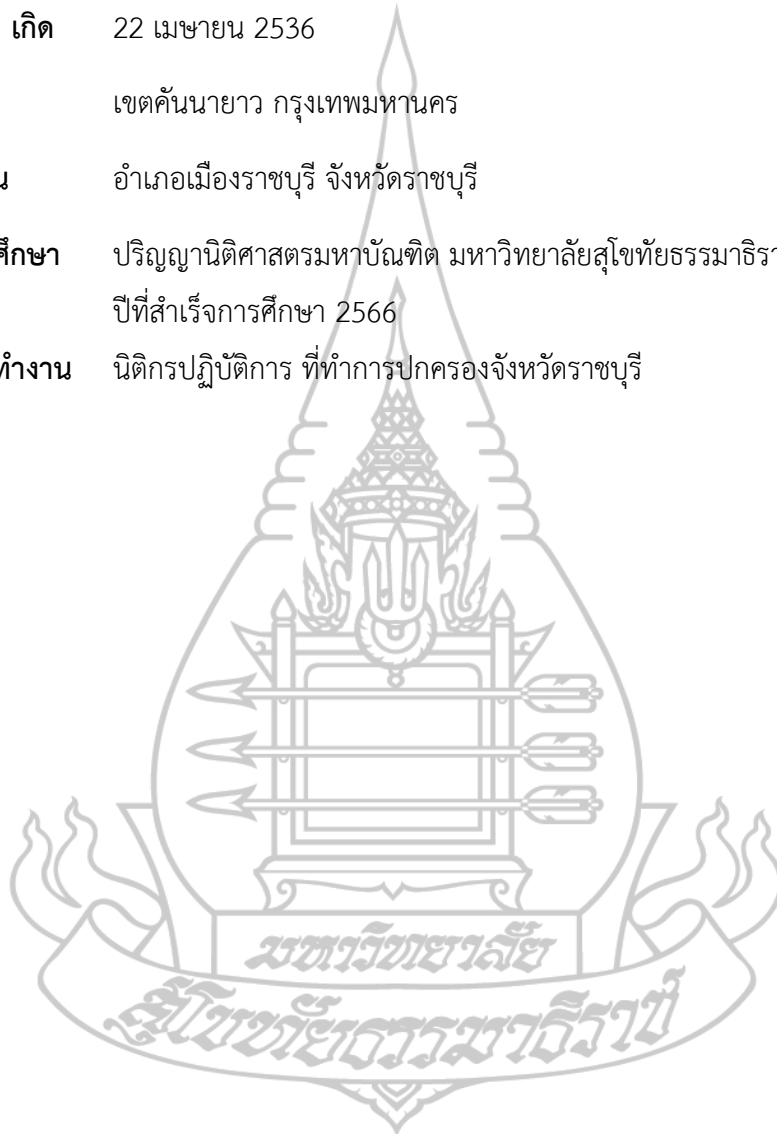 เกิด 22 เมษายน 2536
เขตคันนายาว กรุงเทพมหานคร
อำเภอเมืองราชบุรี จังหวัดราชบุรี
ศึกษา ปริญญานิติศาสตรมหาบัณฑิต มหาวิทยาลัยสุโขทัยธรรมาธิรา
ปีที่สำเร็จการศึกษา 2566
ทำงาน นิติกรปฏิบัติการ ที่ทำการปกครองจังหวัดราชบุรี
มหาวิทยาลัย
สุโขทัยธรรมาธิราช